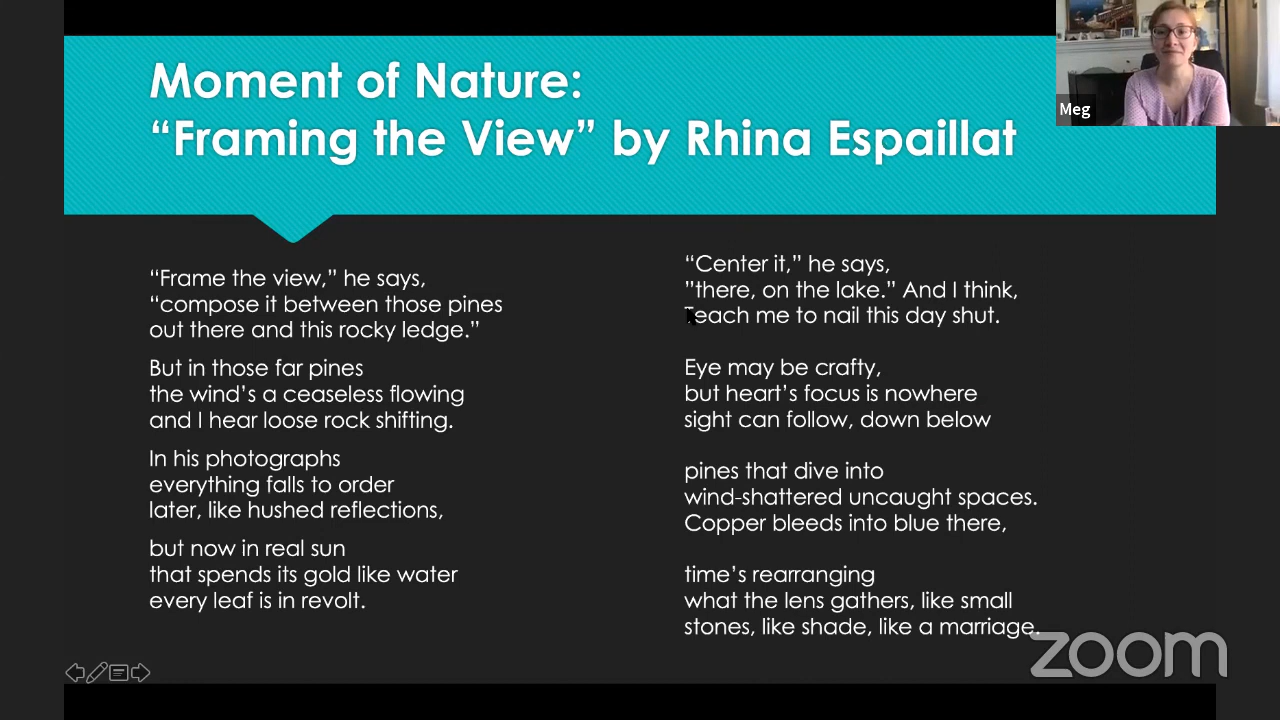 Moment of Nature:
“Framing the View” by Rhina Espaillat
Meg
“Frame the view,” he says,
“compose it between those pines
out there and this rocky ledge.”
But in those far pines
the wind’s a ceaseless flowing
and I hear loose rock shifting.
In his photographs
everything falls to order
later, like hushed reflections,
but now in real sun
that spends its gold like water
every leaf is in revolt.
“Center it,” he says,
”there, on the lake.” And I think,
Teach me to nail this day shut.
Eye may be crafty,
but heart’s focus is nowhere
sight can follow, down below
pines that dive into
wind-shattered uncaught spaces.
Copper bleeds into blue there,
time’s rearranging
what the lens gathers, like small
stones, like shade, like a marriage.
zoom